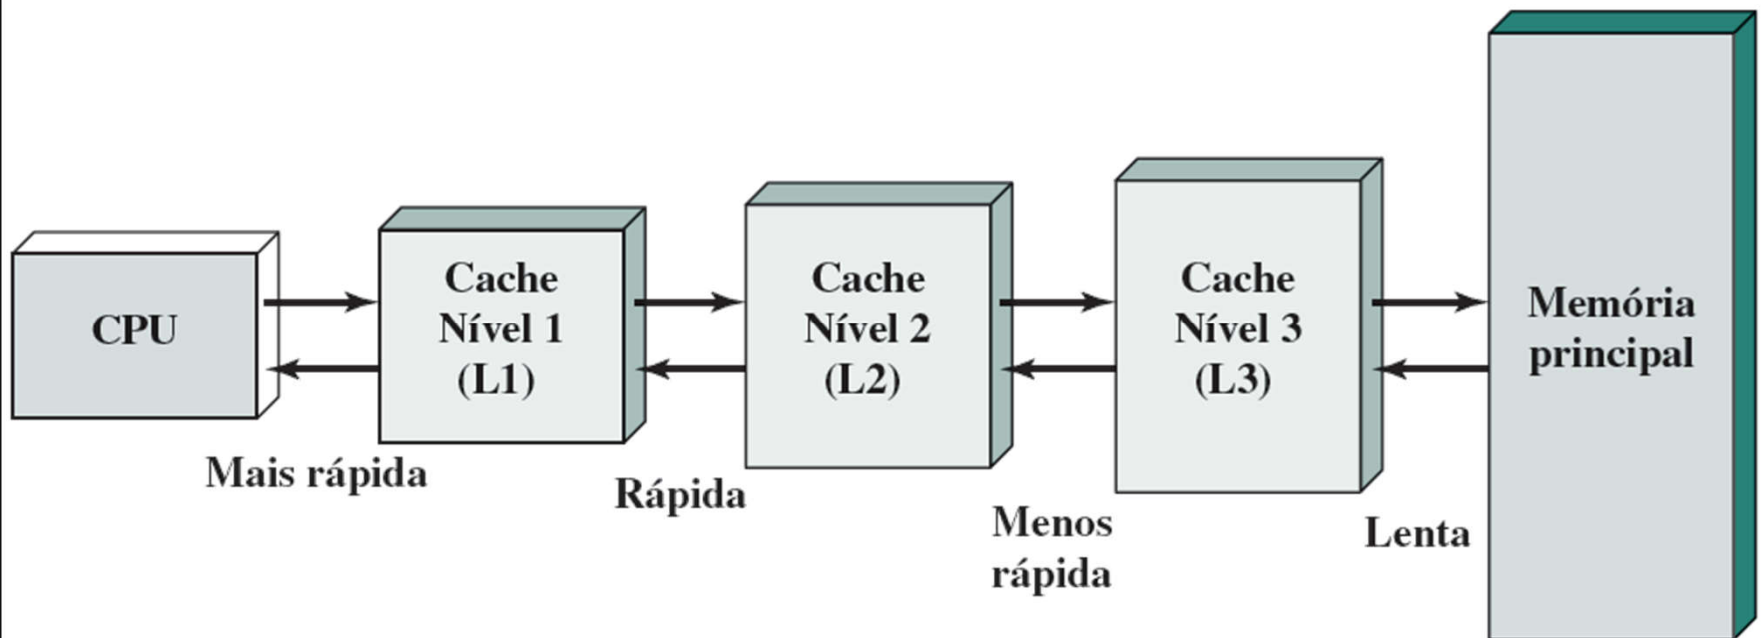 CPU
Cache
Nível 1
(L1)
Cache
Nível 2
(L2)
Cache
Nível 3
(L3)
Memória
principal
Mais rápida
Rápida
Menos
rápida
Lenta